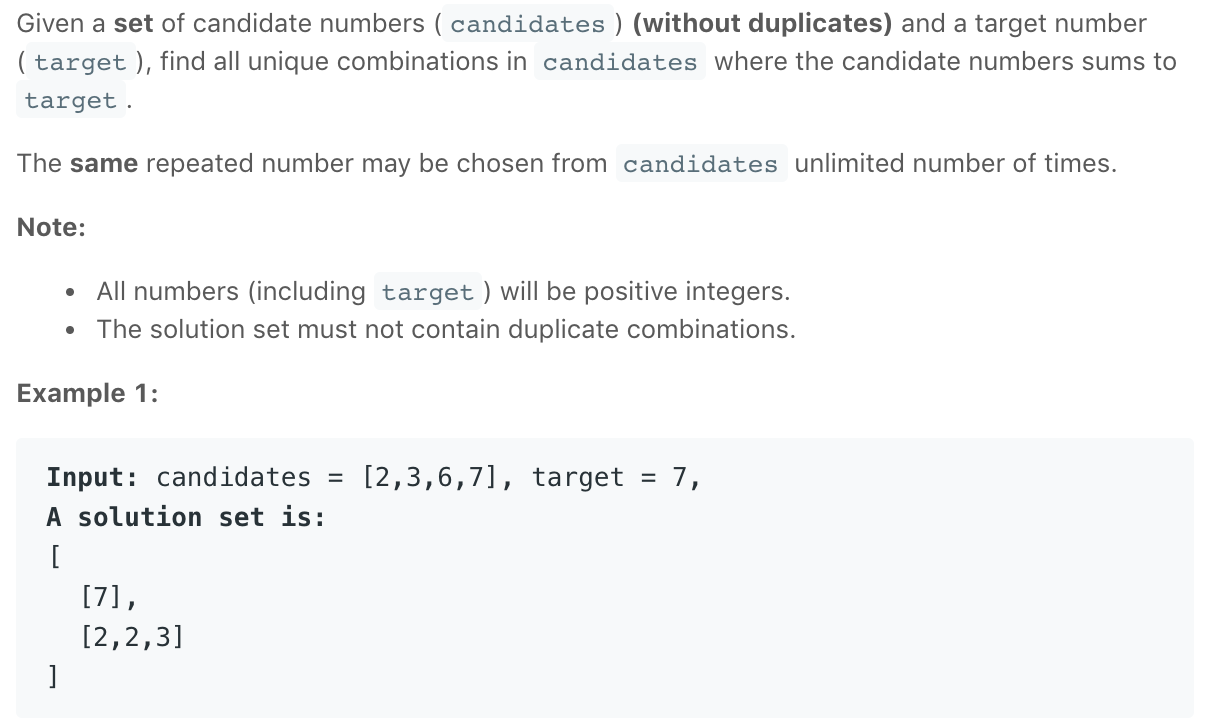 Given a set of candidate numbers ( candidates ) (without duplicates) and a target number
( target ), find all unique combinations in candidates where the candidate numbers sums to
target .
The same repeated number may be chosen from candidates unlimited number of times.
Note:
• All numbers (including target ) will be positive integers.
• The solution set must not contain duplicate combinations.
Example 1:
Input: candidates = [2,3,6,7], target = 7,
A solution set is:
[
[7],
[2,2,3]
]